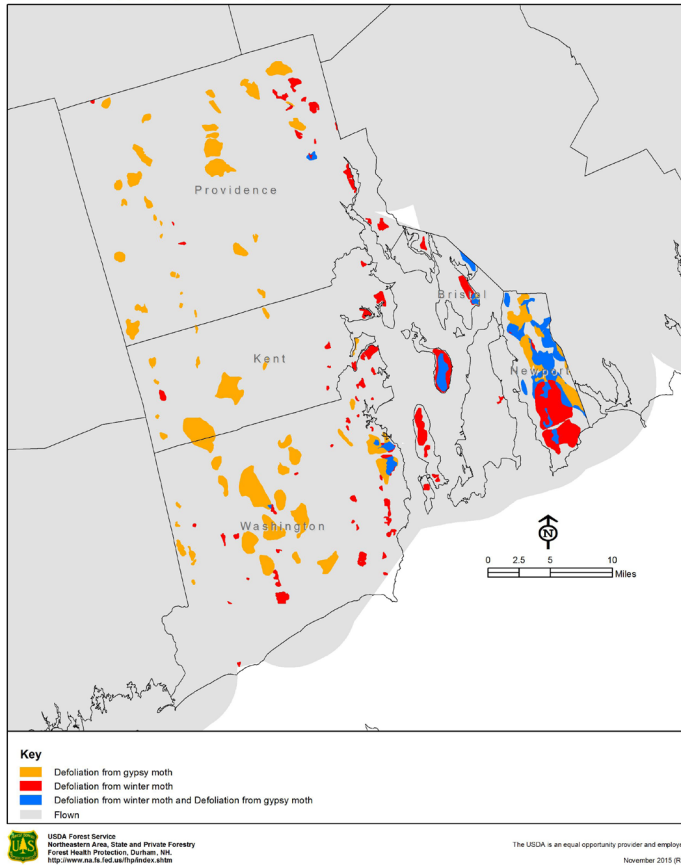 Providence
Bristol
Kent
Newport
Washington
N
0 2.5 5 10
Miles
Key
Defoliation from gypsy moth
Defoliation from winter moth
Defoliation from winter moth and Defoliation from gypsy moth
Flown
USDA Forest Service
Northeastern Area, State and Private Forestry
Forest Health Protection, Durham, NH.
http://www.na.fs.fed.us/fhp/index.shtm
The USDA is an equal opportunity provider and employe
November 2015 (R